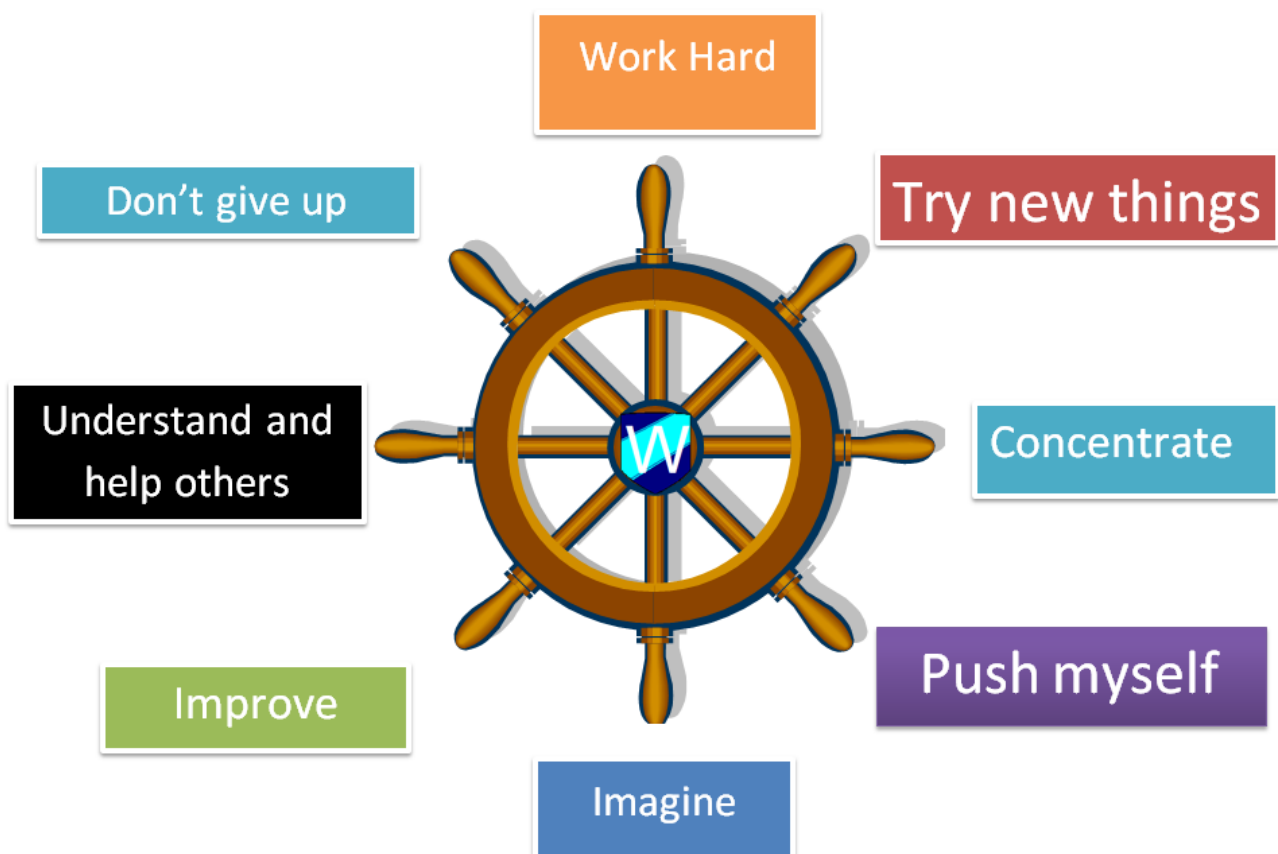 Work Hard
Don’t give up
Try new things
Understand and
help others
W
Concentrate
Improve
Push myself
Imagine